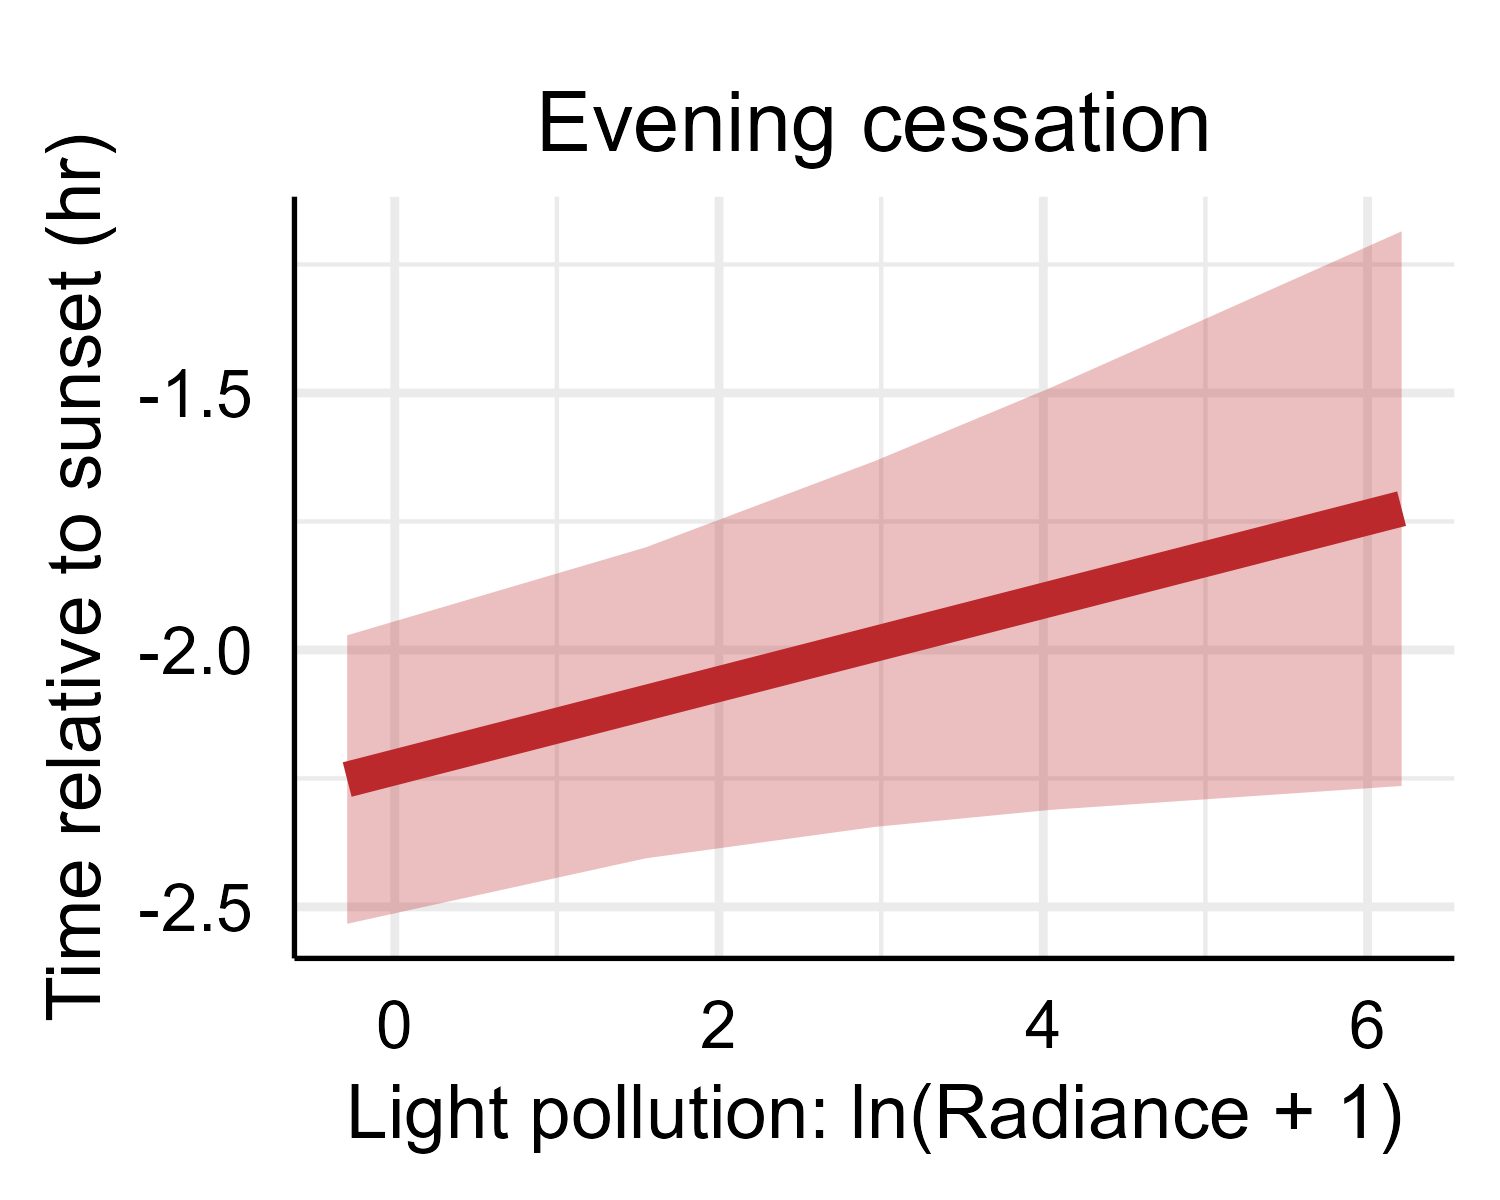 Evening cessation
Time relative to sunset (hr)
-1.5
-2.0
-2.5
0 2 4 6
Light pollution: ln(Radiance + 1)